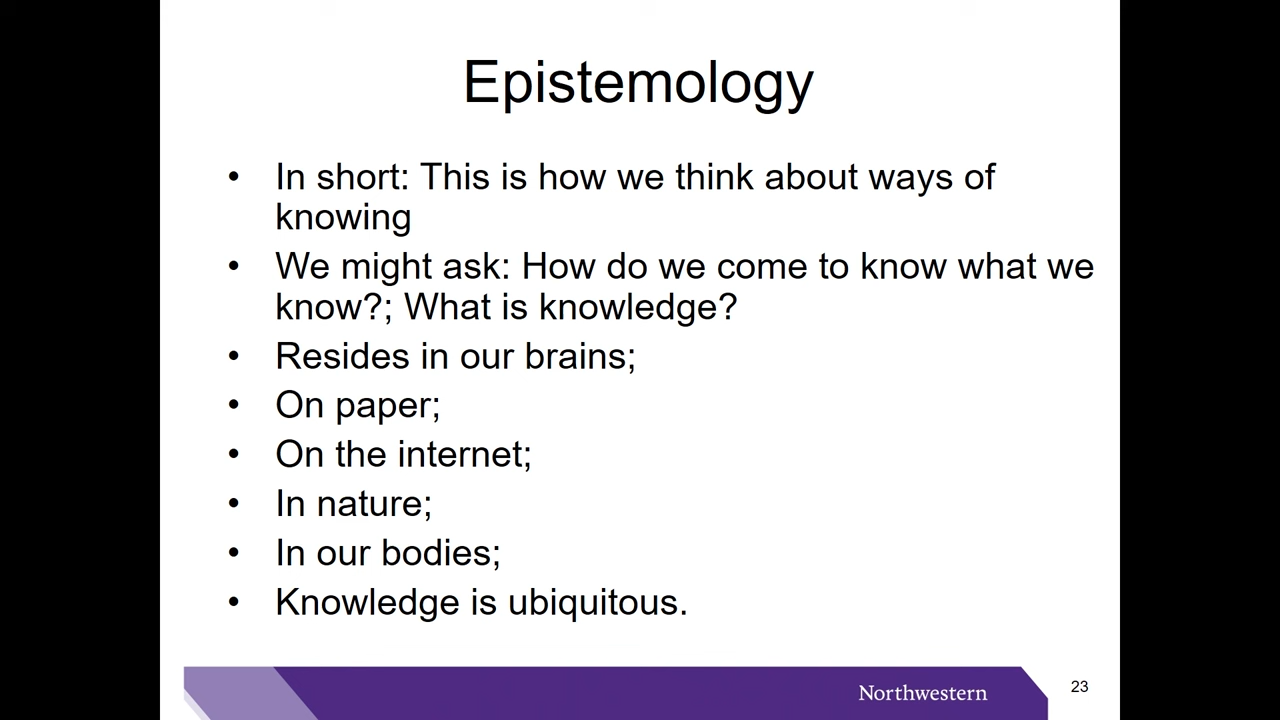 Epistemology
• In short: This is how we think about ways of
knowing
• We might ask: How do we come to know what we
know?; What is knowledge?
• Resides in our brains;
• On paper;
• On the internet;
• In nature;
• In our bodies;
• Knowledge is ubiquitous.
Northwestern
23